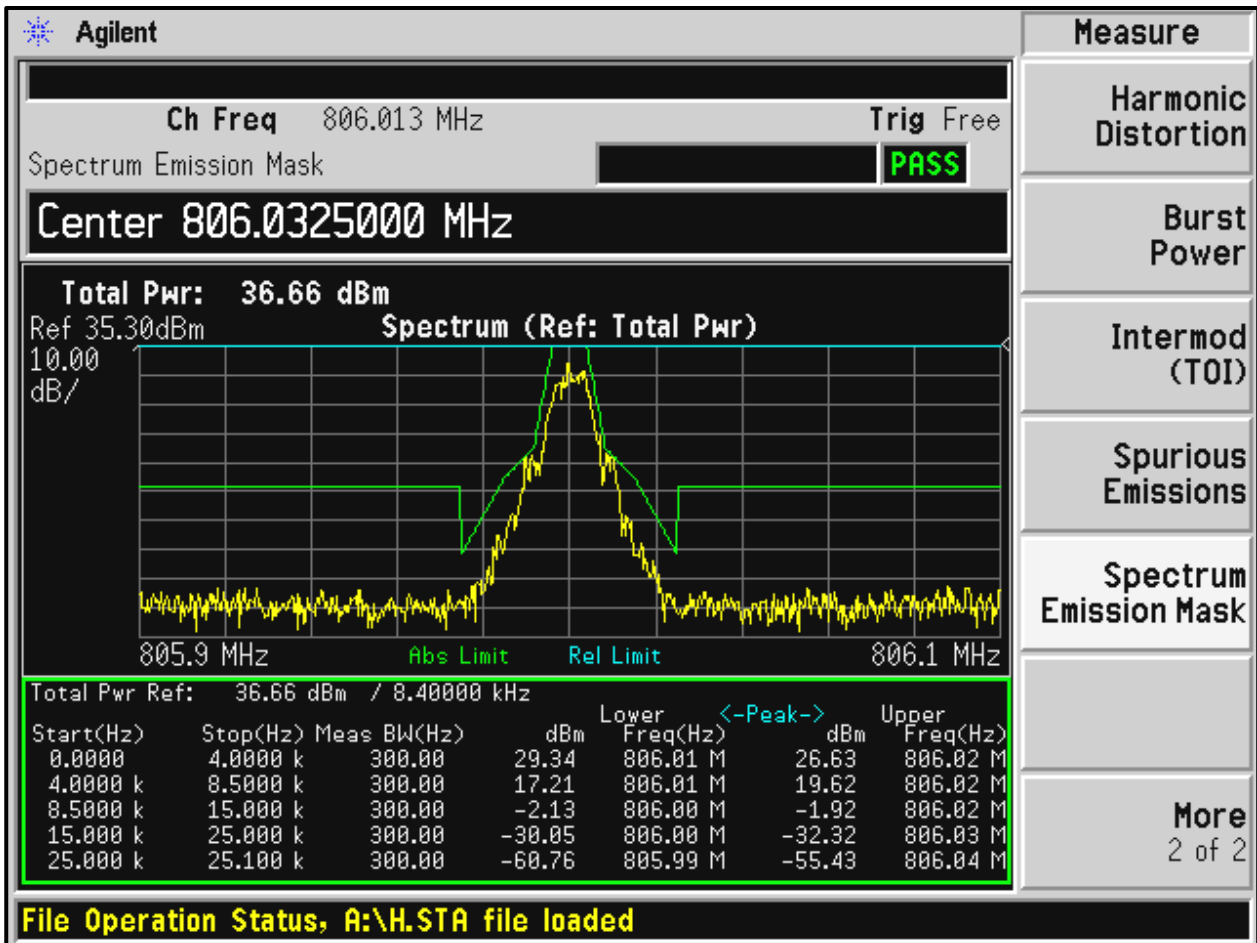 Agilent
Measure
Ch Freq 806.013 MHz Trig Free
Spectrum Emission Mask PASS
Center 806.0325000 MHz
Total Pwr: 36.66 dBm
Ref 35.30dBm Spectrum (Ref: Total Pwr)
10.00
dB/
805.9 MHz Abs Limit Rel Limit 806.1 MHz
Total Pwr Ref: 36.66 dBm / 8.40000 kHz
Lower <-Peak-> Upper
Start(Hz) Stop(Hz) Meas BW(Hz) dBm Freq(Hz) dBm Freq(Hz)
0.0000 4.0000 k 300.00 29.34 806.01 M 26.63 806.02 M
4.0000 k 8.5000 k 300.00 17.21 806.01 M 19.62 806.02 M
8.5000 k 15.000 k 300.00 -2.13 806.00 M -1.92 806.02 M
15.000 k 25.000 k 300.00 -30.05 806.00 M -32.32 806.03 M
25.000 k 25.100 k 300.00 -60.76 805.99 M -55.43 806.04 M
File Operation Status, A:\H.STA file loaded
Harmonic
Distortion
Burst
Power
Intermod
(TOI)
Spurious
Emissions
Spectrum
Emission Mask
More
2 of 2